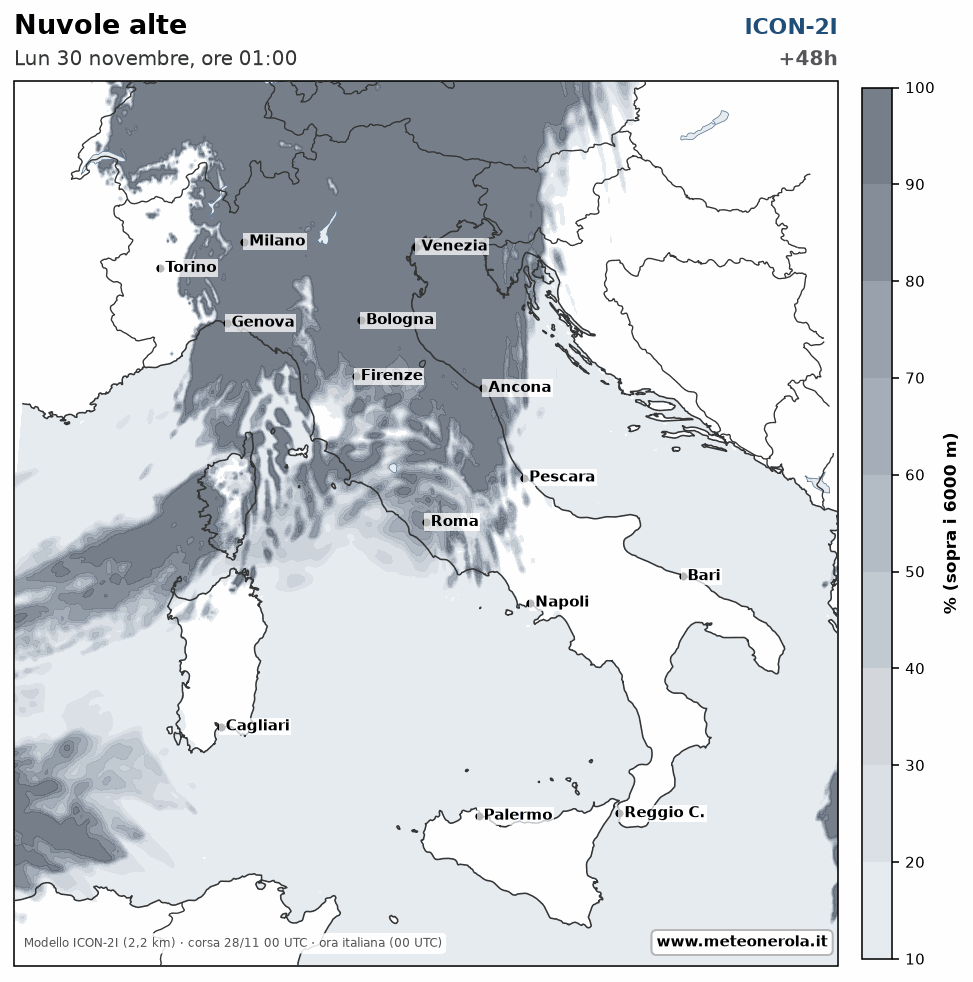 Nuvole alte
ICON-2I
Lun 30 novembre, ore 01:00
+48h
Milano
Venezia
Torino
Genova
Bologna
Firenze
Ancona
Pescara
Roma
Bari
Napoli
Cagliari
Palermo
Reggio C.
Modello ICON-2I (2,2 km) · corsa 28/11 00 UTC · ora italiana (00 UTC)
www.meteonerola.it
100
90
80
70
60
50
40
30
20
10
% (sopra i 6000 m)